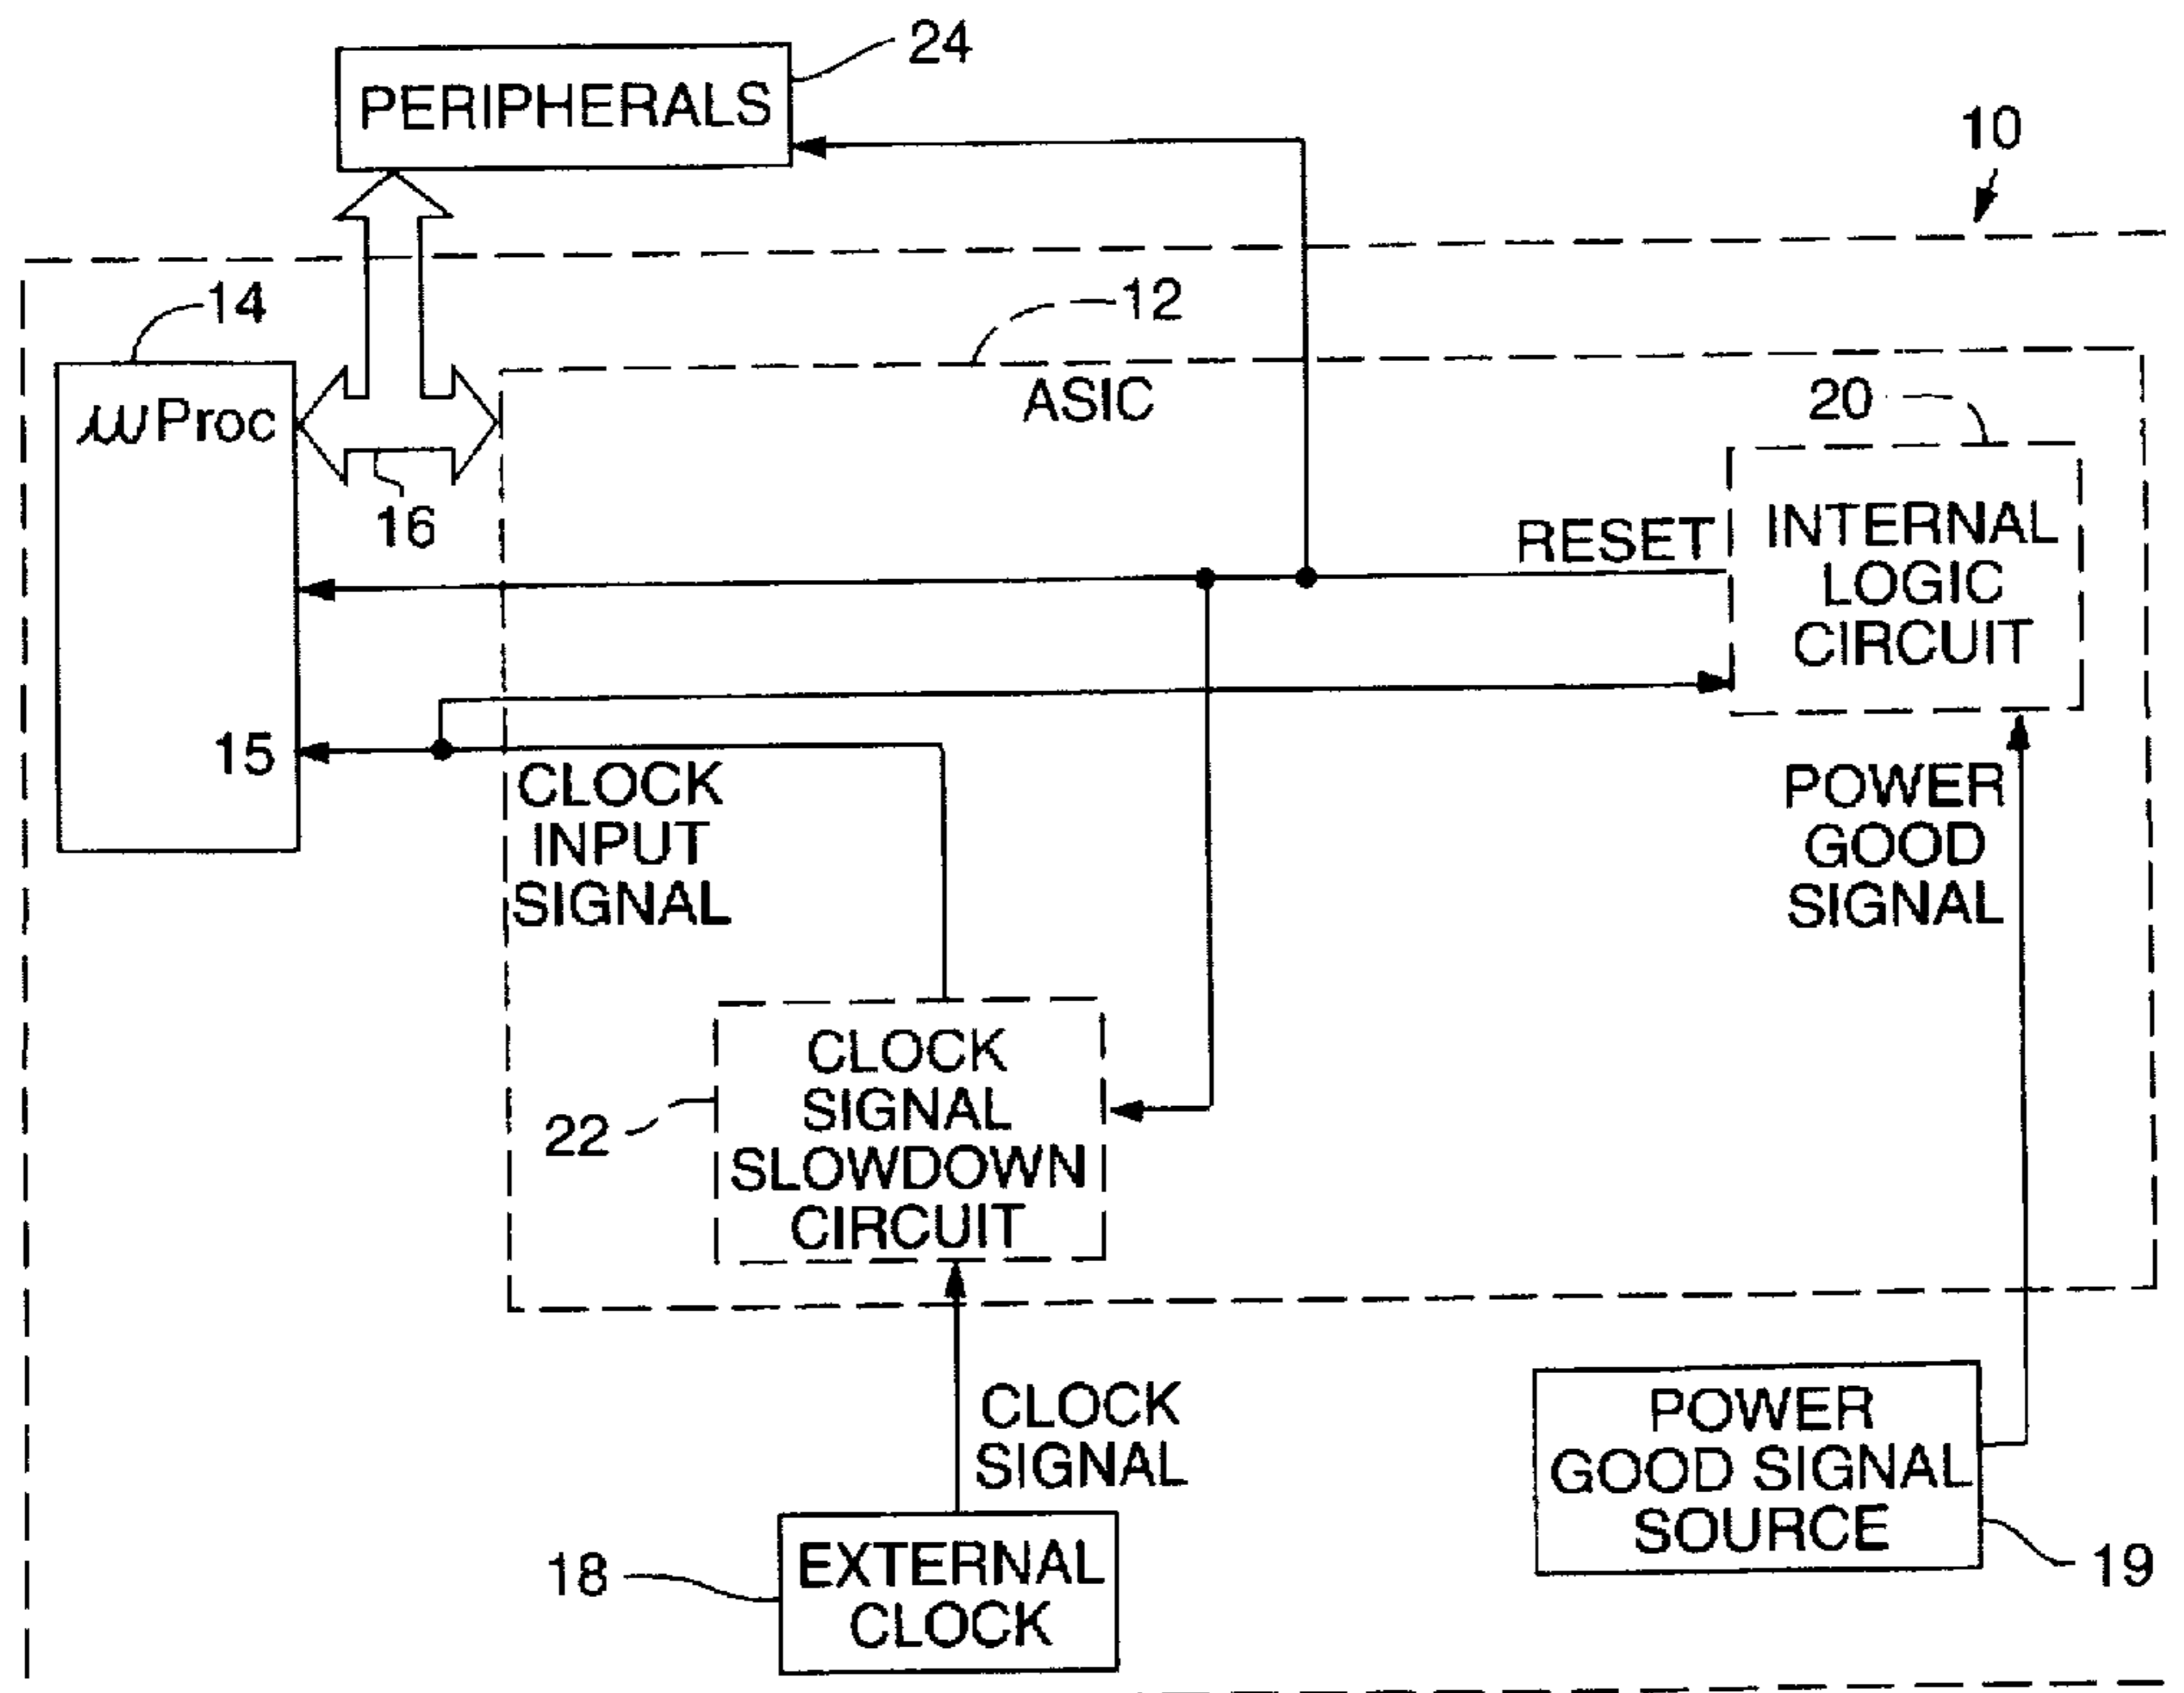 24
PERIPHERALS
10
12
14
ASIC
20
μProc
16
RESET
INTERNAL
LOGIC
CIRCUIT
15
CLOCK
INPUT
SIGNAL
POWER
GOOD
SIGNAL
22
CLOCK
SIGNAL
SLOWDOWN
CIRCUIT
CLOCK
SIGNAL
POWER
GOOD SIGNAL
SOURCE
19
18
EXTERNAL
CLOCK